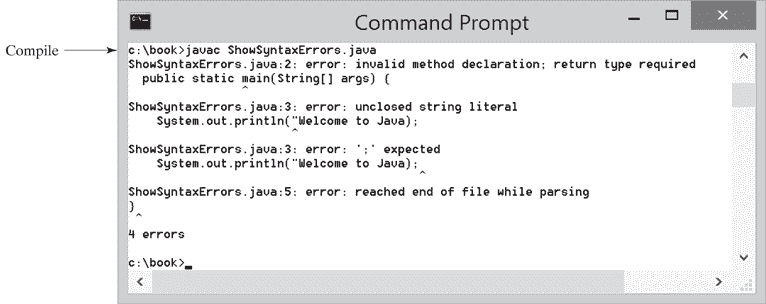 Command Prompt
Compile
c:\book>javac ShowSyntaxErrors.java
ShowSyntaxErrors.java:2: error: invalid method declaration; return type required
public static main(String[] args) {
^
ShowSyntaxErrors.java:3: error: unclosed string literal
System.out.println("Welcome to Java);
^
ShowSyntaxErrors.java:3: error: ';' expected
System.out.println("Welcome to Java);
^
ShowSyntaxErrors.java:5: error: reached end of file while parsing
}
^
4 errors
c:\book>_